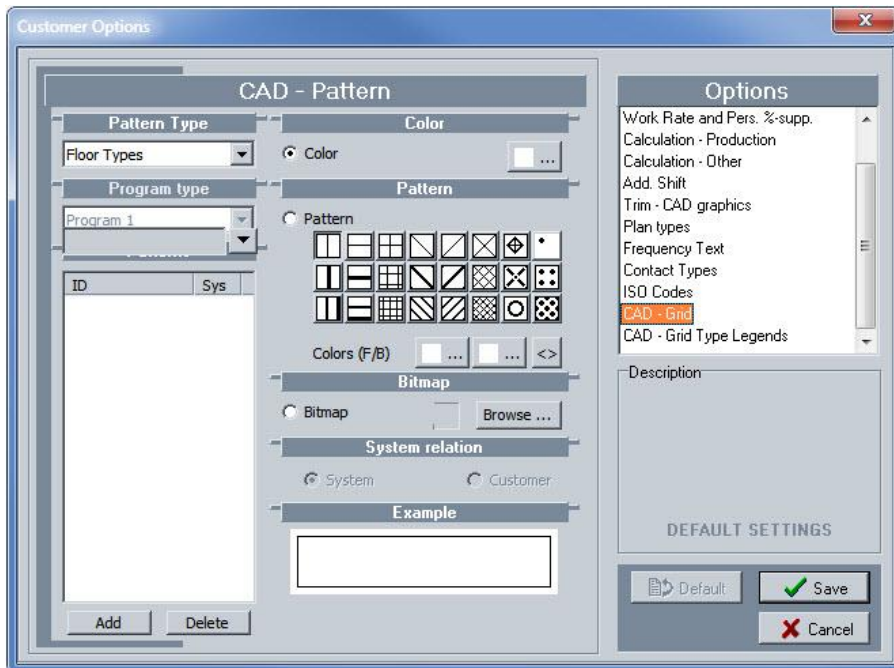 Customer Options
CAD - Pattern
Pattern Type
Floor Types
Program type
Program 1
ID Sys
Add Delete
Color
Color ...
Pattern
Pattern
Colors (F/B) ... ... <>
Bitmap
Bitmap Browse ...
System relation
System Customer
Example
Options
Work Rate and Pers. %-supp.
Calculation - Production
Calculation - Other
Add. Shift
Trim - CAD graphics
Plan types
Frequency Text
Contact Types
ISO Codes
CAD - Grid
CAD - Grid Type Legends
Description
DEFAULT SETTINGS
Default Save
Cancel